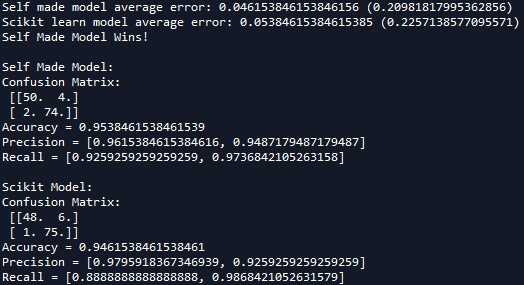 Self made model average error: 0.046153846153846156 (0.20981817995362856)
Scikit learn model average error: 0.05384615384615385 (0.2257138577095571)
Self Made Model Wins!
Self Made Model:
Confusion Matrix:
[[50. 4.]
[ 2. 74.]]
Accuracy = 0.9538461538461539
Precision = [0.9615384615384616, 0.9487179487179487]
Recall = [0.9259259259259259, 0.9736842105263158]
Scikit Model:
Confusion Matrix:
[[48. 6.]
[ 1. 75.]]
Accuracy = 0.9461538461538461
Precision = [0.9795918367346939, 0.9259259259259259]
Recall = [0.8888888888888888, 0.9868421052631579]